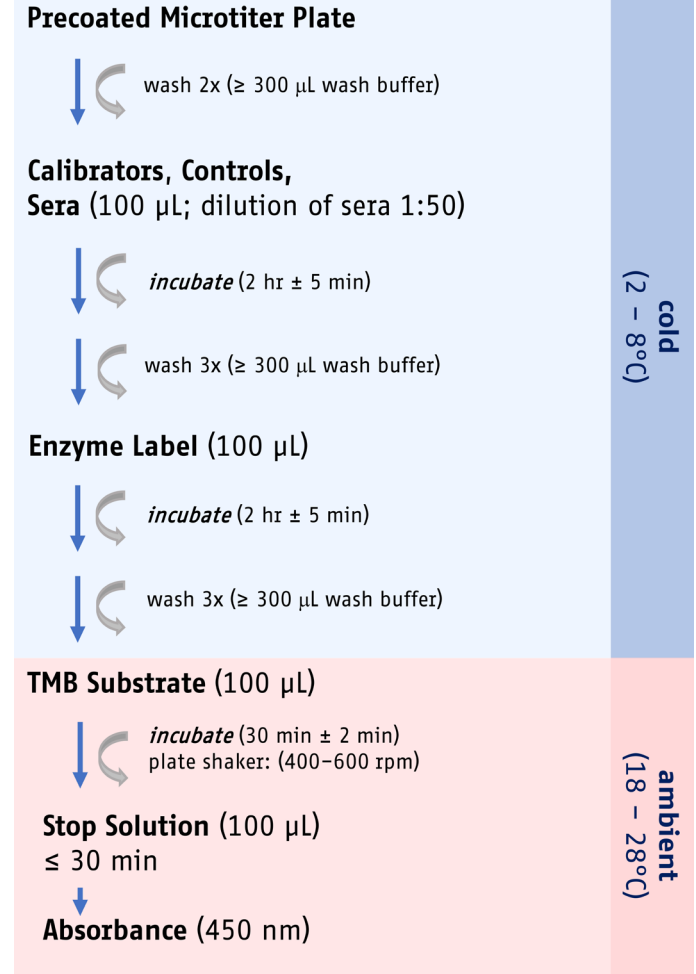 Precoated Microtiter Plate
wash 2x (≥ 300 µL wash buffer)
Calibrators, Controls,
Sera (100 µL; dilution of sera 1:50)
incubate (2 hr ± 5 min)
wash 3x (≥ 300 µL wash buffer)
Enzyme Label (100 µL)
incubate (2 hr ± 5 min)
wash 3x (≥ 300 µL wash buffer)
cold
(2 – 8°C)
TMB Substrate (100 µL)
incubate (30 min ± 2 min)
plate shaker: (400–600 rpm)
Stop Solution (100 µL)
≤ 30 min
Absorbance (450 nm)
ambient
(18 – 28°C)